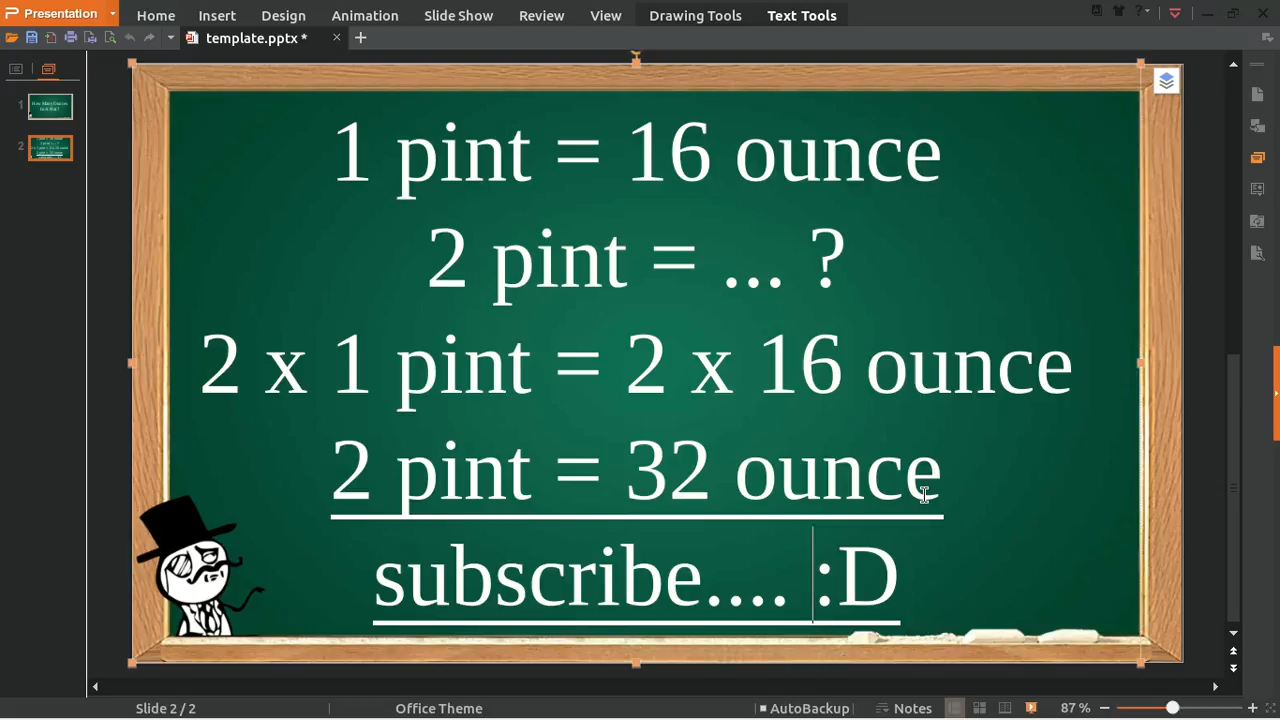 Presentation
Home Insert Design Animation Slide Show Review View Drawing Tools Text Tools
template.pptx *
1
2
1 pint = 16 ounce
2 pint = ... ?
2 x 1 pint = 2 x 16 ounce
2 pint = 32 ounce
subscribe.... :D
Slide 2 / 2 Office Theme AutoBackup Notes 87 %